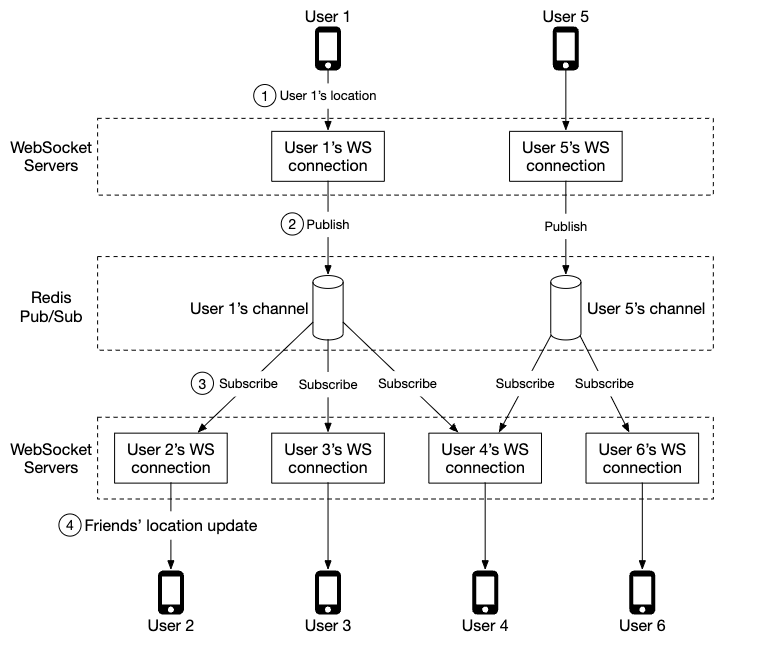 User 1
User 5
1
User 1's location
WebSocket
Servers
User 1's WS
connection
User 5's WS
connection
2
Publish
Publish
Redis
Pub/Sub
User 1's channel
User 5's channel
3
Subscribe
Subscribe
Subscribe
Subscribe
Subscribe
WebSocket
Servers
User 2's WS
connection
User 3's WS
connection
User 4's WS
connection
User 6's WS
connection
4
Friends' location update
User 2
User 3
User 4
User 6